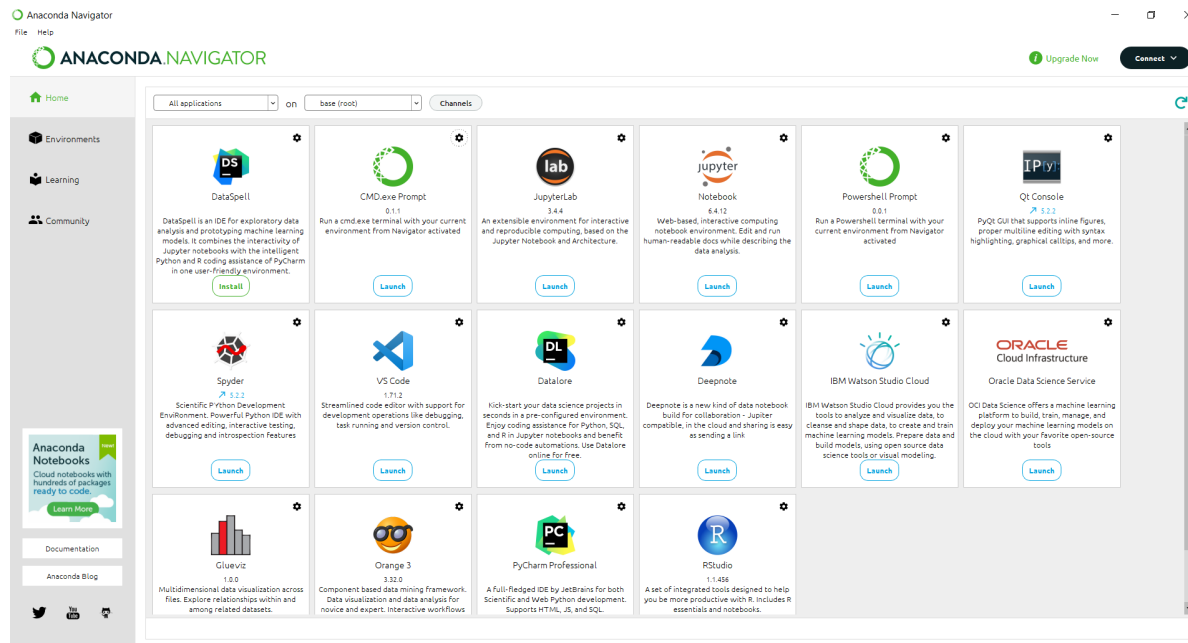 Anaconda Navigator
File Help
ANACONDA.NAVIGATOR
Upgrade Now
Connect
Home
Environments
Learning
Community
All applications on base (root) Channels
DS
DataSpell
DataSpell is an IDE for exploratory data
analysis and prototyping machine learning
models. It combines the interactivity of
Jupyter notebooks with the intelligent
Python and R coding assistance of PyCharm
in one user-friendly environment.
Install
CMD.exe Prompt
0.1.1
Run a cmd.exe terminal with your current
environment from Navigator activated
Launch
lab
JupyterLab
3.4.4
An extensible environment for interactive
and reproducible computing, based on the
Jupyter Notebook and Architecture.
Launch
jupyter
Notebook
6.4.12
Web-based, interactive computing
notebook environment. Edit and run
human-readable docs while describing the
data analysis.
Launch
Powershell Prompt
0.0.1
Run a Powershell terminal with your
current environment from Navigator
activated
Launch
IP[y]:
Qt Console
5.2.2
PyQt GUI that supports inline figures,
proper multiline editing with syntax
highlighting, graphical calltips, and more.
Launch
Spyder
5.2.2
Scientific PYthon Development
EnviRonment. Powerful Python IDE with
advanced editing, interactive testing,
debugging and introspection features
Launch
VS Code
1.71.2
Streamlined code editor with support for
development operations like debugging,
task running and version control.
Launch
DL
Datalore
Kick-start your data science projects in
seconds in a pre-configured environment.
Enjoy coding assistance for Python, SQL,
and R in Jupyter notebooks and benefit
from no-code automations. Use Datalore
online for free.
Launch
Deepnote
Deepnote is a new kind of data notebook
build for collaboration - Jupiter
compatible, in the cloud and sharing is easy
as sending a link
Launch
IBM Watson Studio Cloud
IBM Watson Studio Cloud provides you the
tools to analyze and visualize data, to
cleanse and shape data, to create and train
machine learning models. Prepare data and
build models, using open source data
science tools or visual modeling.
Launch
ORACLE
Cloud Infrastructure
Oracle Data Science Service
OCI Data Science offers a machine learning
platform to build, train, manage, and
deploy your machine learning models on
the cloud with your favorite open-source
tools
Launch
Glueviz
1.0.0
Multidimensional data visualization across
files. Explore relationships within and
among related datasets.
Orange 3
3.32.0
Component based data mining framework.
Data visualization and data analysis for
novice and expert. Interactive workflows
PC
PyCharm Professional
A full-fledged IDE by JetBrains for both
Scientific and Web Python development.
Supports HTML, JS, and SQL.
R
RStudio
1.1.456
A set of integrated tools designed to help
you be more productive with R. Includes R
essentials and notebooks.
New!
Anaconda
Notebooks
Cloud notebooks with
hundreds of packages
ready to code.
Learn More
Documentation
Anaconda Blog
You
Tube